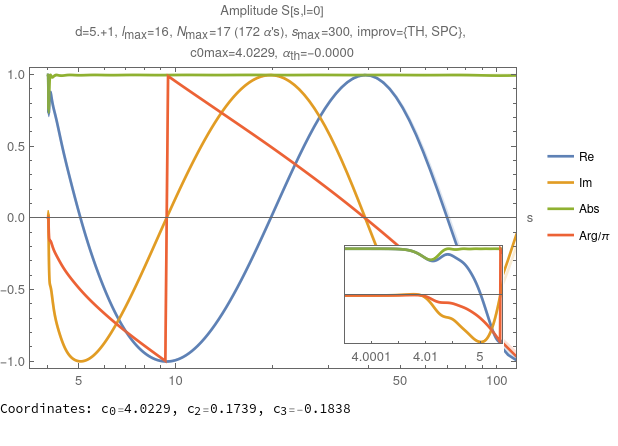 Amplitude S[s,l=0]
d=5.+1, lmax=16, Nmax=17 (172 α's), smax=300, improv={TH, SPC},
c0max=4.0229, αth=-0.0000
1.0
0.5
0.0
-0.5
-1.0
5
10
50
100
s
Re
Im
Abs
Arg/π
4.0001
4.01
5
Coordinates: c0=4.0229, c2=0.1739, c3=-0.1838